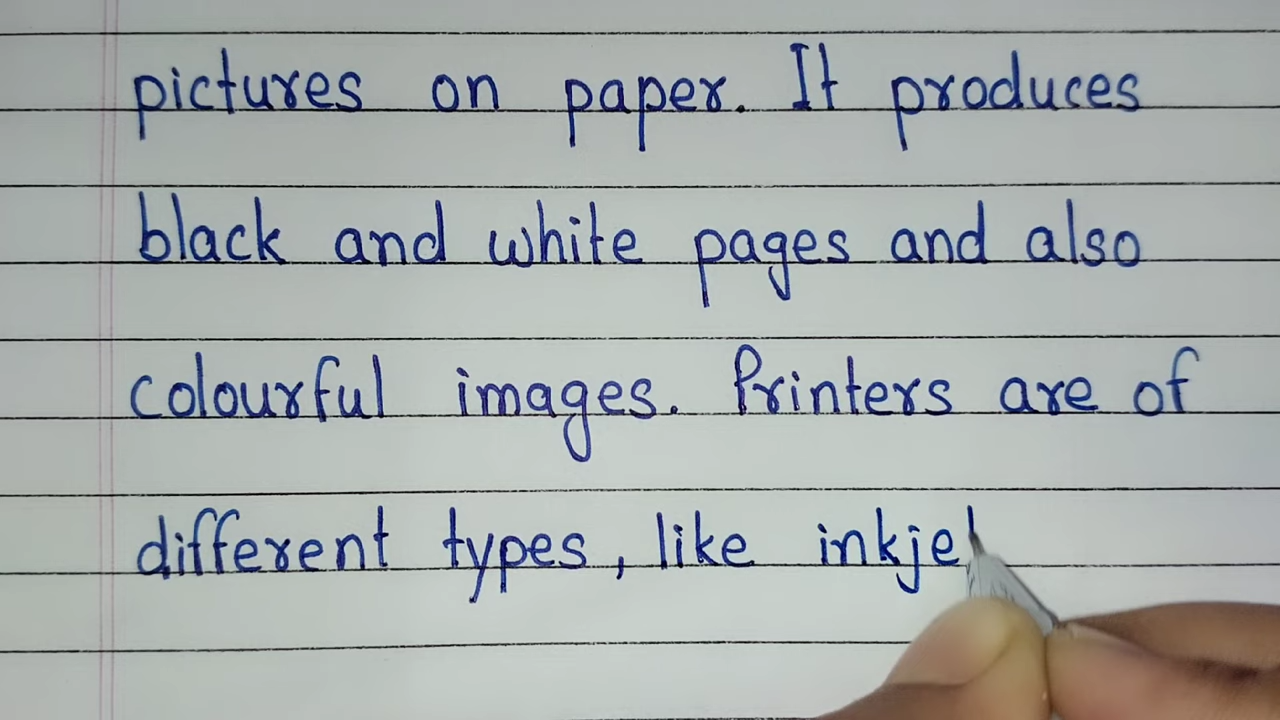 pictures on paper. It produces
black and white pages and also
colourful images. Printers are of
different types, like inkjet